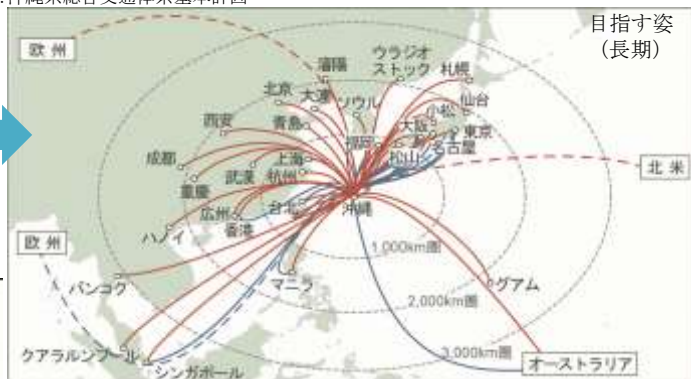 沖縄県総合交通体系基本計画
目指す姿
（長期）
欧州
瀋陽
ウラジオ
ストック
札幌
北京
大連
ソウル
小松
仙台
西安
青島
大阪
東京
福岡
名古屋
成都
武漢
上海
松山
重慶
杭州
北米
広州
台北
沖縄
香港
ハノイ
欧州
1,000km圏
マニラ
グアム
バンコク
2,000km圏
クアラルンプール
3,000km圏
シンガポール
オーストラリア